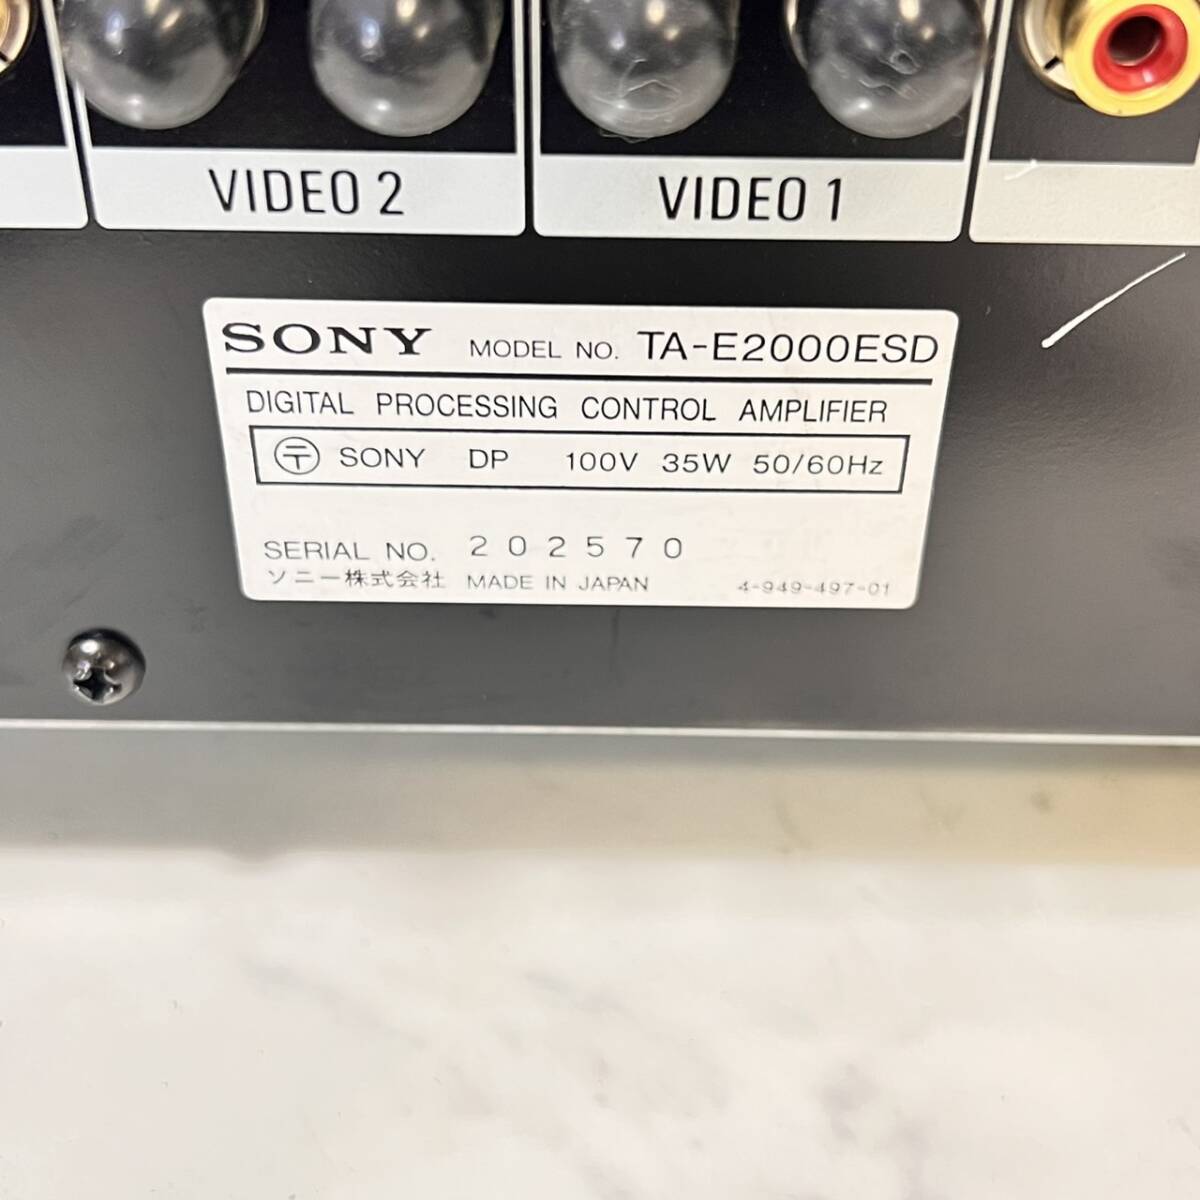 VIDEO 2
VIDEO 1
SONY MODEL NO. TA-E2000ESD
DIGITAL PROCESSING CONTROL AMPLIFIER
〒 SONY DP 100V 35W 50/60Hz
SERIAL NO. 202570
ソニー株式会社 MADE IN JAPAN 4-949-497-01